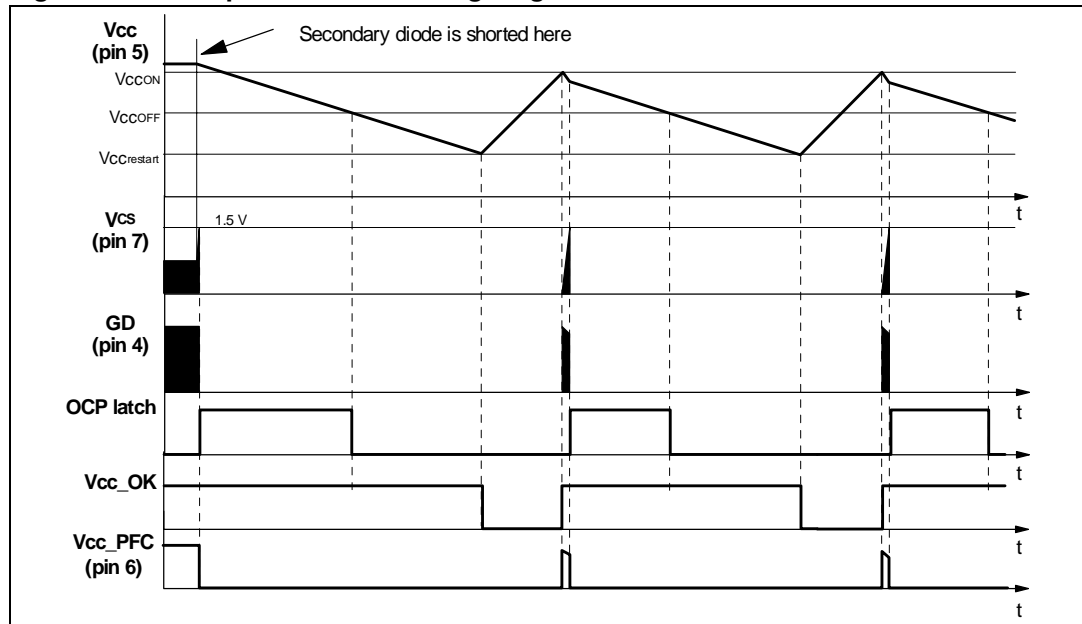 Vcc
(pin 5)
Secondary diode is shorted here
VccON
VccOFF
Vccrestart
t
Vcs
(pin 7)
1.5 V
t
GD
(pin 4)
t
OCP latch
t
Vcc_OK
t
Vcc_PFC
(pin 6)
t